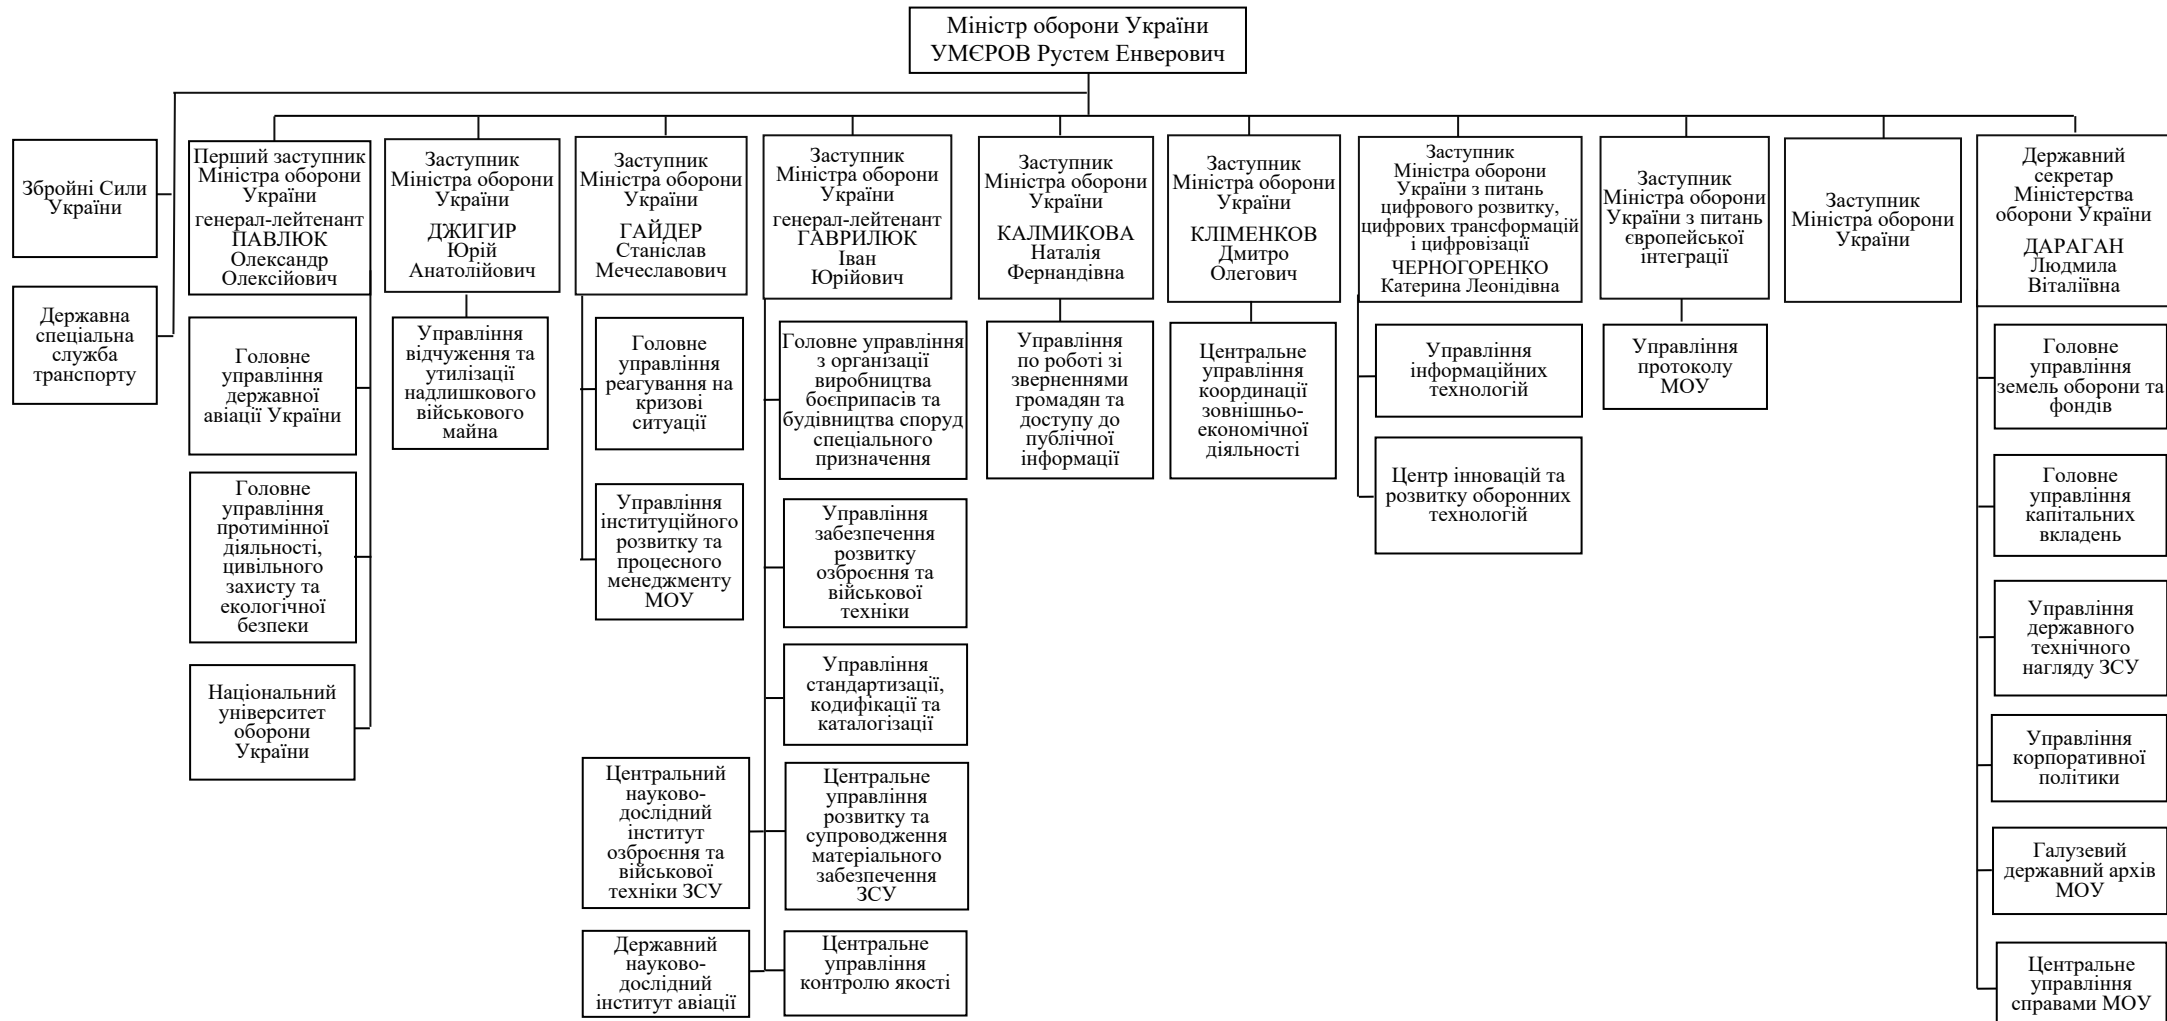 Міністр оборони України
УМЄРОВ Рустем Енверович
Збройні Сили
України
Державна
спеціальна
служба
транспорту
Перший заступник
Міністра оборони
України
генерал-лейтенант
ПАВЛЮК
Олександр
Олексійович
Головне
управління
державної
авіації України
Головне
управління
протимінної
діяльності,
цивільного
захисту та
екологічної
безпеки
Національний
університет
оборони
України
Заступник
Міністра оборони
України
ДЖИГИР
Юрій
Анатолійович
Управління
відчуження та
утилізації
надлишкового
військового
майна
Заступник
Міністра оборони
України
ГАЙДЕР
Станіслав
Мечеславович
Головне
управління
реагування на
кризові
ситуації
Управління
інституційного
розвитку та
процесного
менеджменту
МОУ
Заступник
Міністра оборони
України
генерал-лейтенант
ГАВРИЛЮК
Іван
Юрійович
Головне управління
з організації
виробництва
боєприпасів та
будівництва споруд
спеціального
призначення
Управління
забезпечення
розвитку
озброєння та
військової
техніки
Управління
стандартизації,
кодифікації та
каталогізації
Центральний
науково-
дослідний
інститут
озброєння та
військової
техніки ЗСУ
Центральне
управління
розвитку та
супроводження
матеріального
забезпечення
ЗСУ
Державний
науково-
дослідний
інститут авіації
Центральне
управління
контролю якості
Заступник
Міністра оборони
України
КАЛМИКОВА
Наталія
Фернандівна
Управління
по роботі зі
зверненнями
громадян та
доступу до
публічної
інформації
Заступник
Міністра оборони
України
КЛІМЕНКОВ
Дмитро
Олегович
Центральне
управління
координації
зовнішньо-
економічної
діяльності
Заступник
Міністра оборони
України з питань
цифрового розвитку,
цифрових трансформацій
і цифровізації
ЧЕРНОГОРЕНКО
Катерина Леонідівна
Управління
інформаційних
технологій
Центр інновацій та
розвитку оборонних
технологій
Заступник
Міністра оборони
України з питань
європейської
інтеграції
Управління
протоколу
МОУ
Заступник
Міністра оборони
України
Державний
секретар
Міністерства
оборони України
ДАРАГАН
Людмила
Віталіївна
Головне
управління
земель оборони та
фондів
Головне
управління
капітальних
вкладень
Управління
державного
технічного
нагляду ЗСУ
Управління
корпоративної
політики
Галузевий
державний архів
МОУ
Центральне
управління
справами МОУ